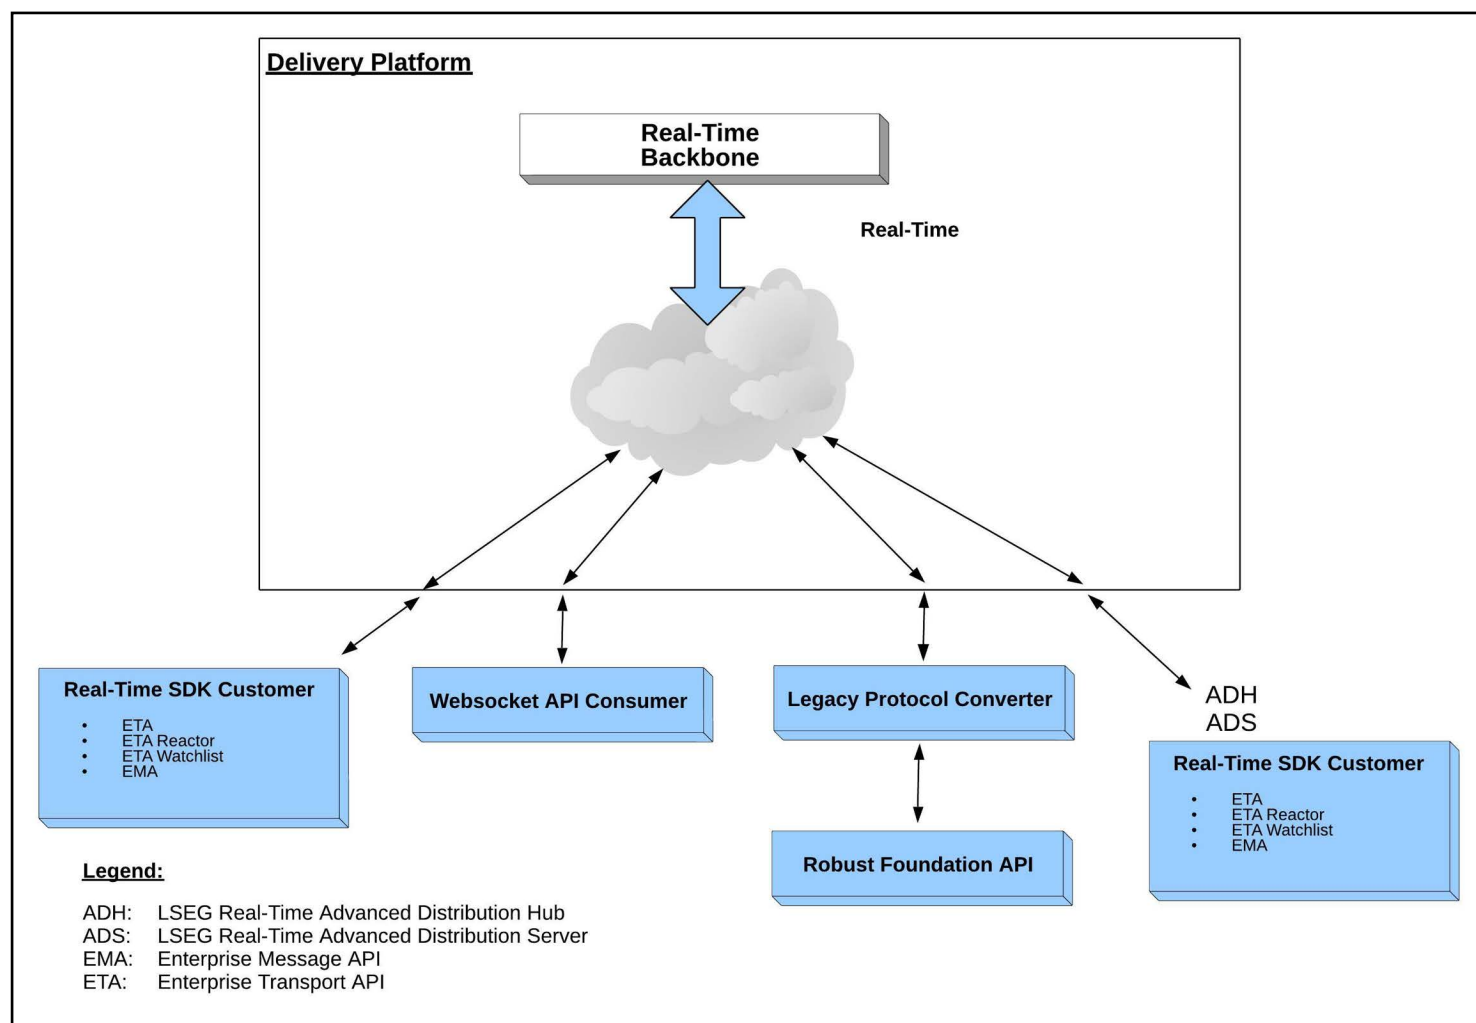 Delivery Platform
Real-Time
Backbone
Real-Time
Real-Time SDK Customer
• ETA
• ETA Reactor
• ETA Watchlist
• EMA
Websocket API Consumer
Legacy Protocol Converter
Robust Foundation API
ADH
ADS
Real-Time SDK Customer
• ETA
• ETA Reactor
• ETA Watchlist
• EMA
Legend:
ADH: LSEG Real-Time Advanced Distribution Hub
ADS: LSEG Real-Time Advanced Distribution Server
EMA: Enterprise Message API
ETA: Enterprise Transport API